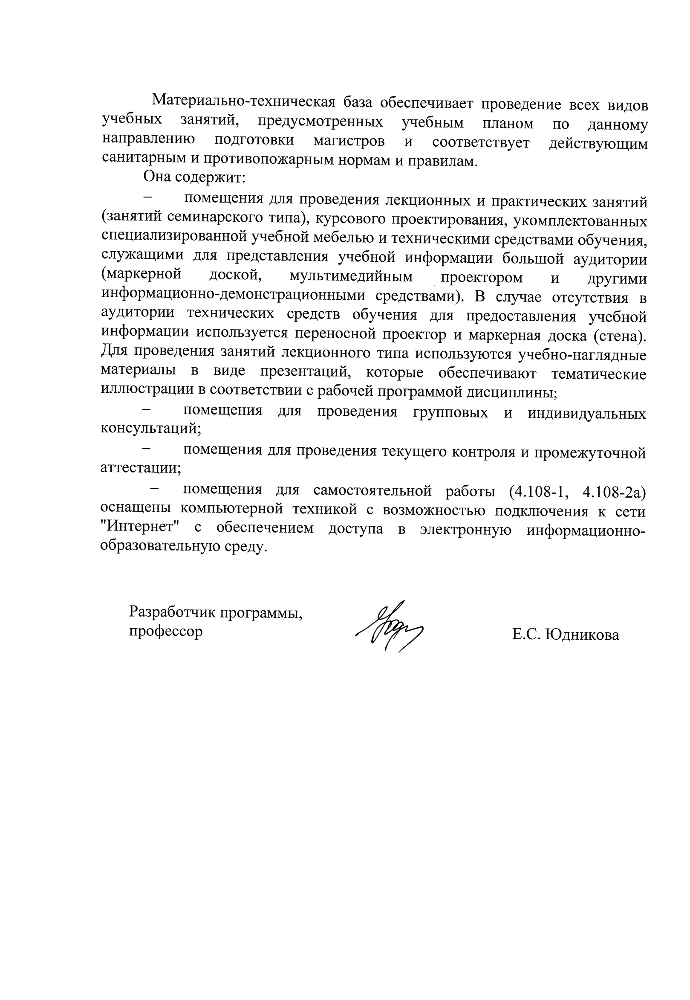 Материально-техническая база обеспечивает проведение всех видов
учебных занятий, предусмотренных учебным планом по данному
направлению подготовки магистров и соответствует действующим
санитарным и противопожарным нормам и правилам.
Она содержит:
– помещения для проведения лекционных и практических занятий
(занятий семинарского типа), курсового проектирования, укомплектованных
специализированной учебной мебелью и техническими средствами обучения,
служащими для представления учебной информации большой аудитории
(маркерной доской, мультимедийным проектором и другими
информационно-демонстрационными средствами). В случае отсутствия в
аудитории технических средств обучения для предоставления учебной
информации используется переносной проектор и маркерная доска (стена).
Для проведения занятий лекционного типа используются учебно-наглядные
материалы в виде презентаций, которые обеспечивают тематические
иллюстрации в соответствии с рабочей программой дисциплины;
– помещения для проведения групповых и индивидуальных
консультаций;
– помещения для проведения текущего контроля и промежуточной
аттестации;
– помещения для самостоятельной работы (4.108-1, 4.108-2а)
оснащены компьютерной техникой с возможностью подключения к сети
"Интернет" с обеспечением доступа в электронную информационно-
образовательную среду.
Разработчик программы,
профессор Е.С. Юдникова